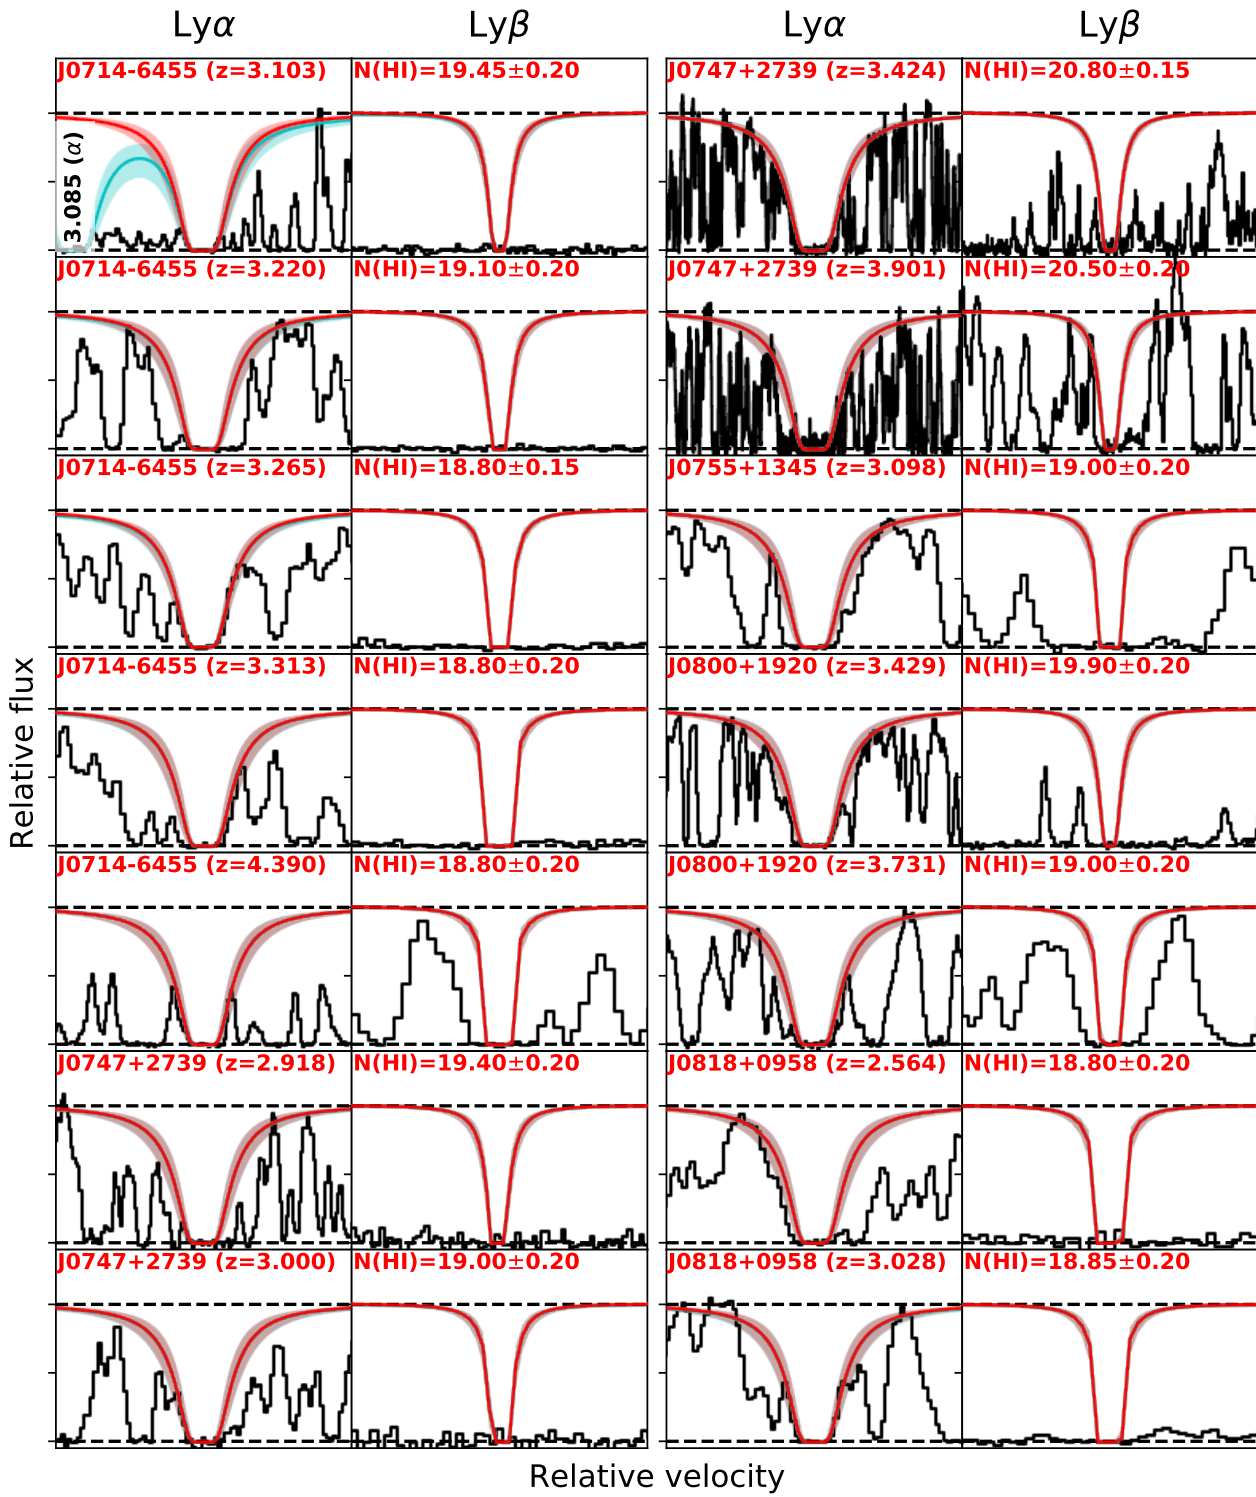 Lyα Lyβ Lyα Lyβ
J0714-6455 (z=3.103) N(HI)=19.45±0.20 J0747+2739 (z=3.424) N(HI)=20.80±0.15
3.085 (α)
J0714-6455 (z=3.220) N(HI)=19.10±0.20 J0747+2739 (z=3.901) N(HI)=20.50±0.20
J0714-6455 (z=3.265) N(HI)=18.80±0.15 J0755+1345 (z=3.098) N(HI)=19.00±0.20
J0714-6455 (z=3.313) N(HI)=18.80±0.20 J0800+1920 (z=3.429) N(HI)=19.90±0.20
Relative flux
J0714-6455 (z=4.390) N(HI)=18.80±0.20 J0800+1920 (z=3.731) N(HI)=19.00±0.20
J0747+2739 (z=2.918) N(HI)=19.40±0.20 J0818+0958 (z=2.564) N(HI)=18.80±0.20
J0747+2739 (z=3.000) N(HI)=19.00±0.20 J0818+0958 (z=3.028) N(HI)=18.85±0.20
Relative velocity